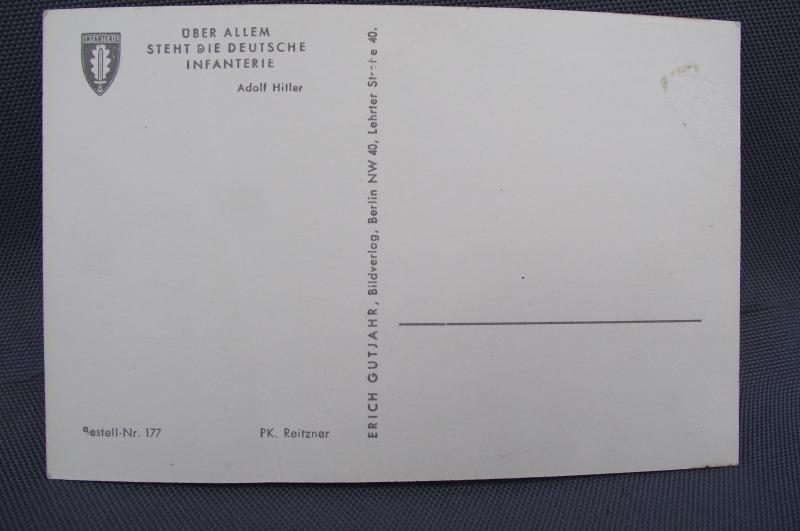 INFANTERIE
ÜBER ALLEM
STEHT DIE DEUTSCHE
INFANTERIE
Adolf Hitler
ERICH GUTJAHR, Bildverlag, Berlin NW 40, Lehrter Straße 40.
Bestell-Nr. 177
PK. Reitzner